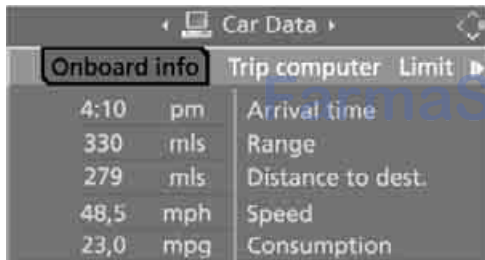 Car Data
Onboard info Trip computer Limit
4:10 pm Arrival time
330 mls Range
279 mls Distance to dest.
48,5 mph Speed
23,0 mpg Consumption
FarmaS